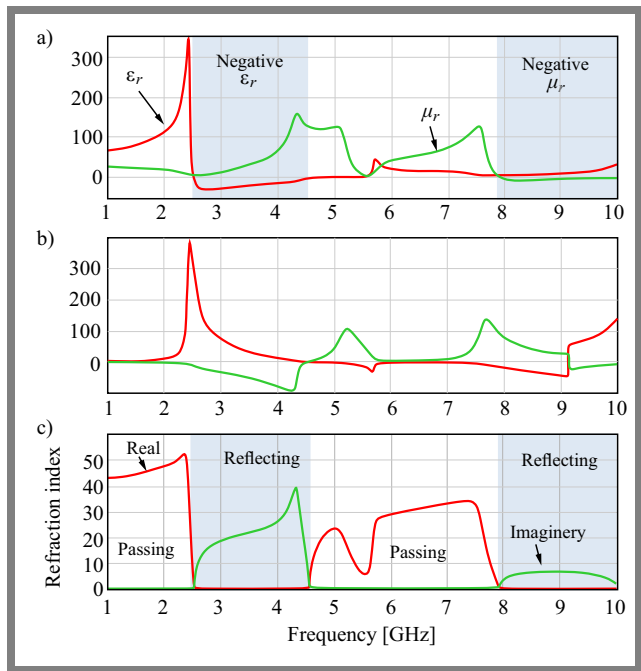 a)
300
200
100
0
εr
Negative
εr
μr
Negative
μr
1 2 3 4 5 6 7 8 9 10
b)
300
200
100
0
1 2 3 4 5 6 7 8 9 10
c)
Refraction index
50
40
30
20
10
0
Real
Passing
Reflecting
Passing
Reflecting
Imaginery
1 2 3 4 5 6 7 8 9 10
Frequency [GHz]